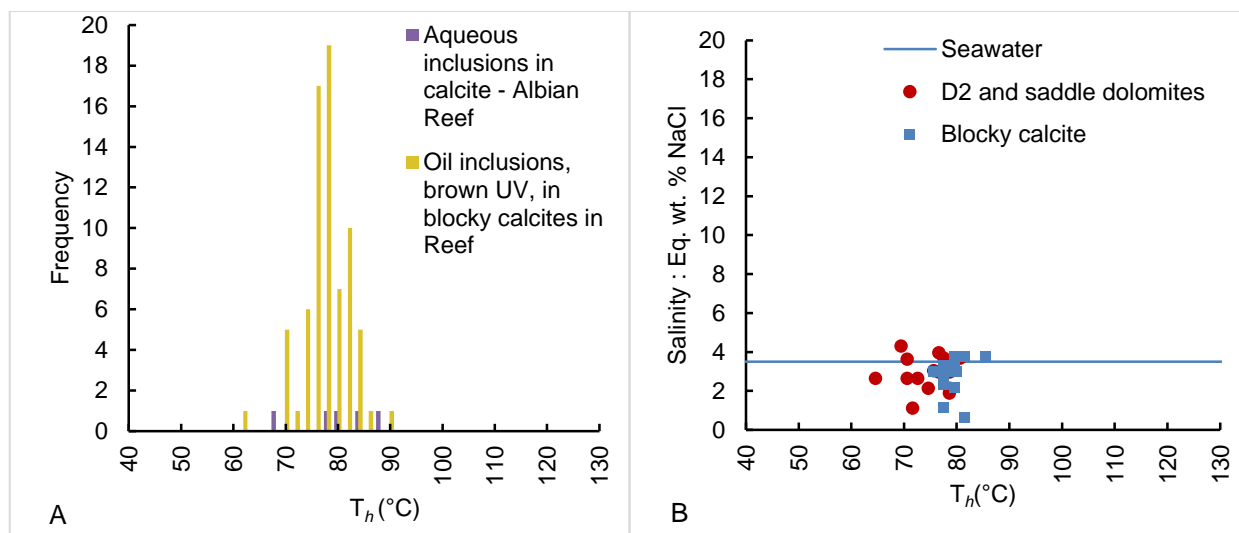 20
18
16
14
12
10
8
6
4
2
0
Frequency
40
50
60
70
80
90
100
110
120
130
Th (°C)
A
Aqueous
inclusions in
calcite - Albian
Reef
Oil inclusions,
brown UV, in
blocky calcites in
Reef
20
18
16
14
12
10
8
6
4
2
0
Salinity : Eq. wt. % NaCl
40
50
60
70
80
90
100
110
120
130
Th (°C)
B
Seawater
D2 and saddle dolomites
Blocky calcite